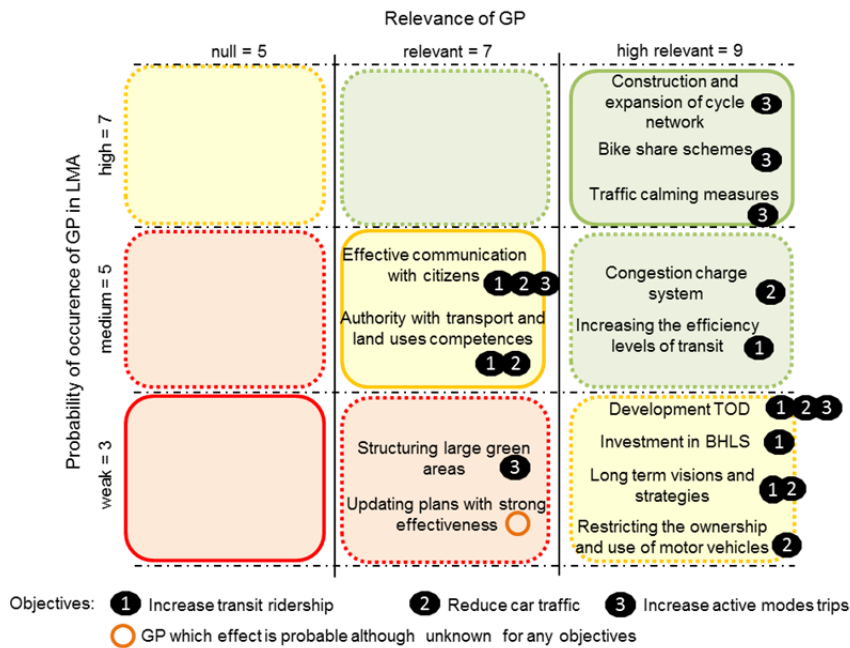 Relevance of GP
null = 5
relevant = 7
high relevant = 9
Probability of occurence of GP in LMA
high = 7
Construction and
expansion of cycle
network
3
Bike share schemes
3
Traffic calming measures
3
medium = 5
Effective communication
with citizens
1 2 3
Authority with transport and
land uses competences
1 2
Congestion charge
system
2
Increasing the efficiency
levels of transit
1
weak = 3
Structuring large green
areas
3
Updating plans with strong
effectiveness
Development TOD
1 2 3
Investment in BHLS
1
Long term visions and
strategies
1 2
Restricting the ownership
and use of motor vehicles
2
Objectives: 1 Increase transit ridership 2 Reduce car traffic 3 Increase active modes trips
GP which effect is probable although unknown for any objectives